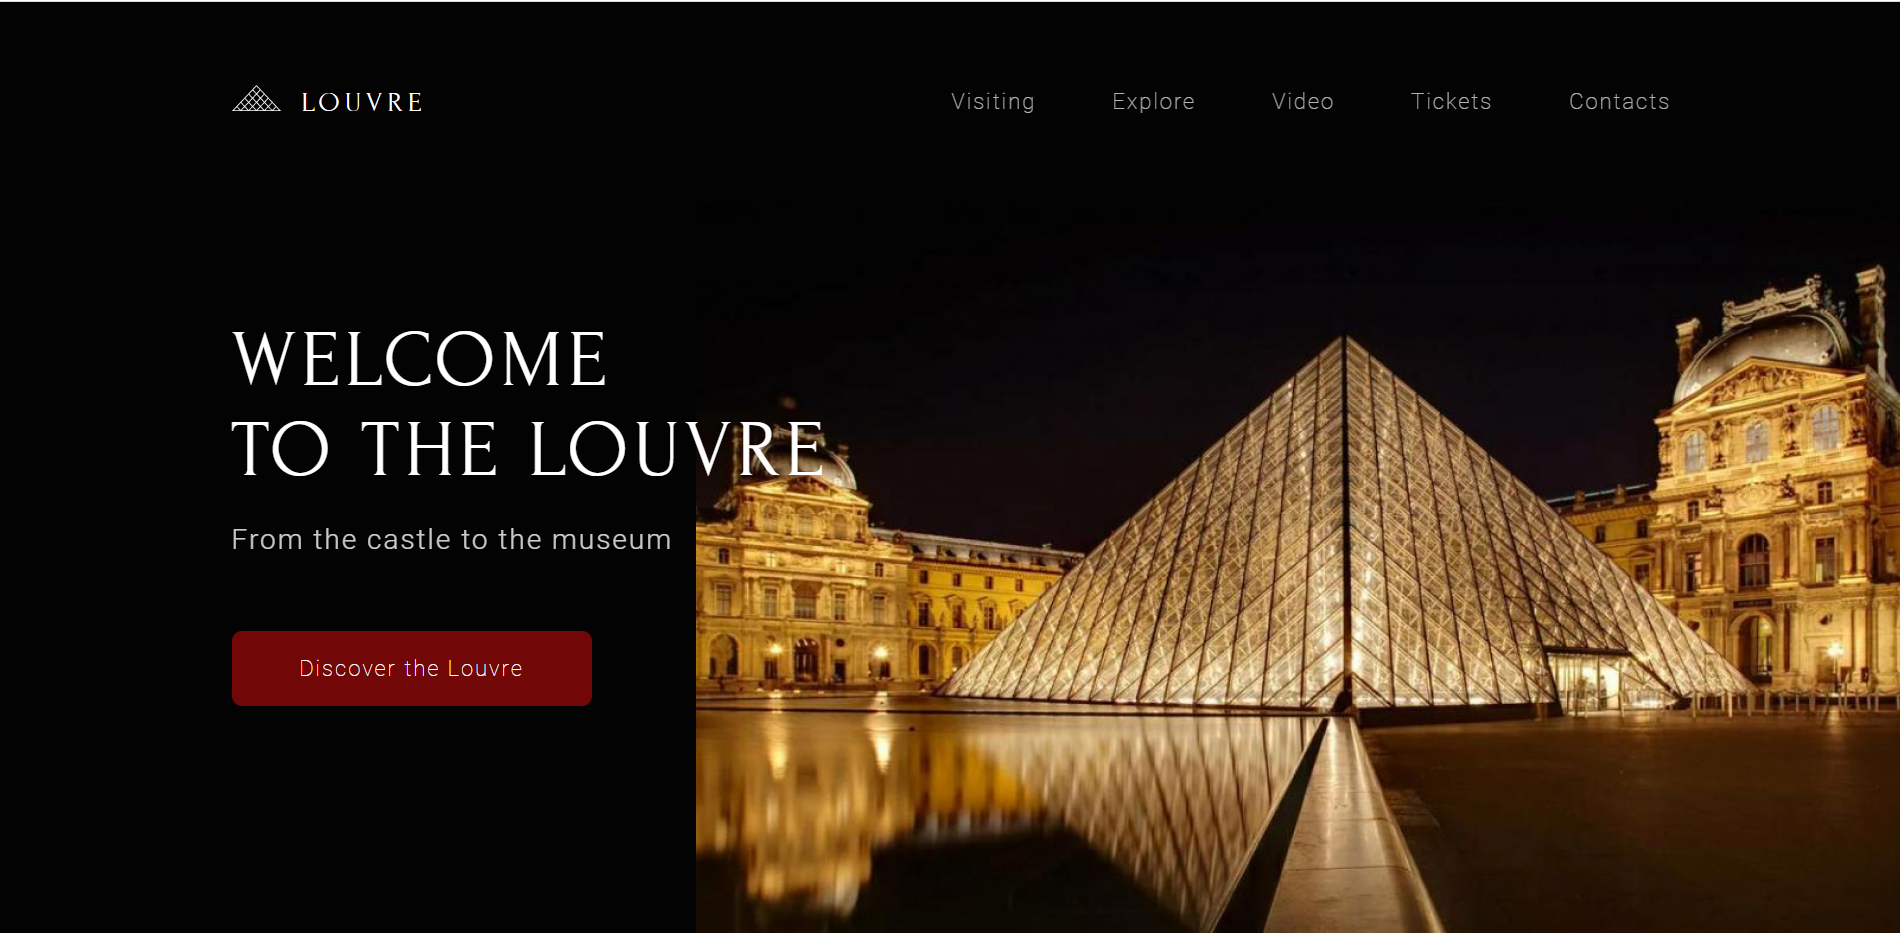 LOUVRE
Visiting Explore Video Tickets Contacts
WELCOME
TO THE LOUVRE
From the castle to the museum
Discover the Louvre